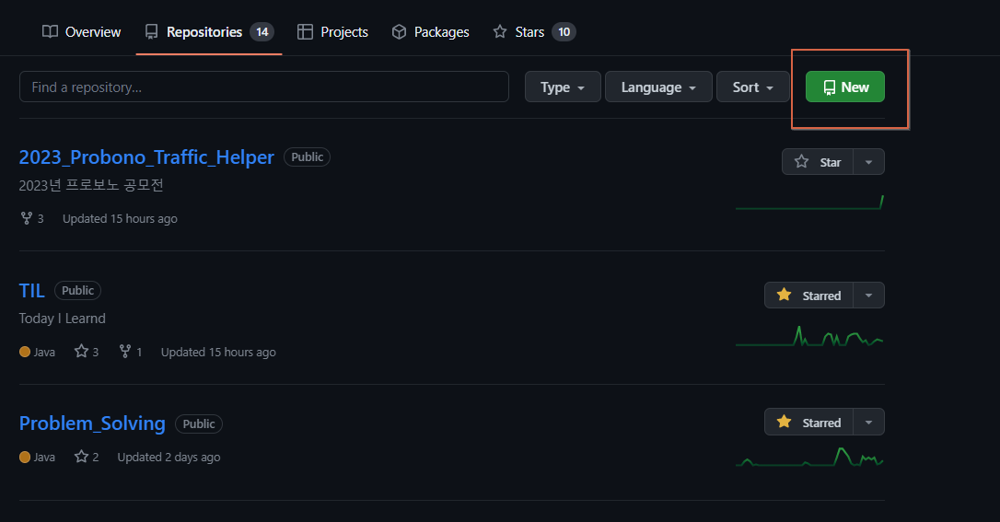 Overview Repositories 14 Projects Packages Stars 10
Find a repository... Type Language Sort New
2023_Probono_Traffic_Helper Public Star
2023년 프로보노 공모전
3 Updated 15 hours ago
TIL Public Starred
Today I Learnd
Java 3 1 Updated 15 hours ago
Problem_Solving Public Starred
Java 2 Updated 2 days ago